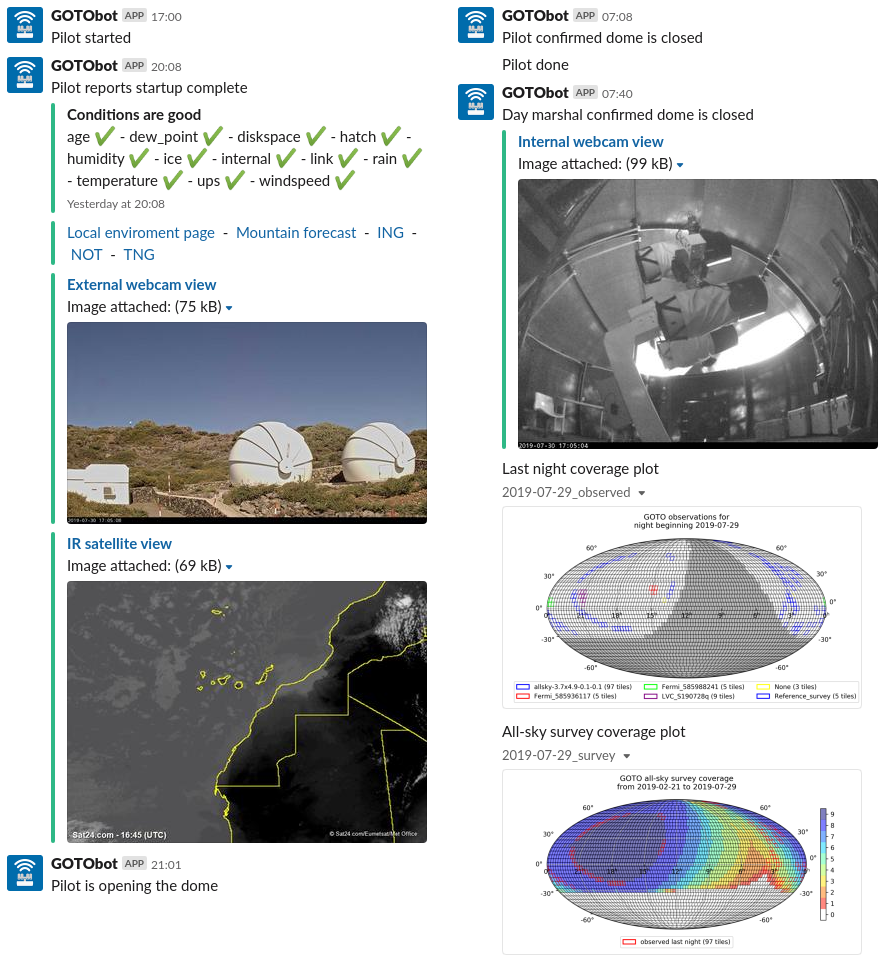 GOTObot APP 17:00
Pilot started
GOTObot APP 20:08
Pilot reports startup complete
Conditions are good
age ✔ - dew_point ✔ - diskspace ✔ - hatch ✔ -
humidity ✔ - ice ✔ - internal ✔ - link ✔ - rain ✔
- temperature ✔ - ups ✔ - windspeed ✔
Yesterday at 20:08
Local enviroment page - Mountain forecast - ING -
NOT - TNG
External webcam view
Image attached: (75 kB)
2019-07-30 17:05:08
IR satellite view
Image attached: (69 kB)
Sat24.com - 16:45 (UTC)
© Sat24.com/Eumetsat/Met Office
GOTObot APP 21:01
Pilot is opening the dome
GOTObot APP 07:08
Pilot confirmed dome is closed
Pilot done
GOTObot APP 07:40
Day marshal confirmed dome is closed
Internal webcam view
Image attached: (99 kB)
2019-07-30 17:05:04
Last night coverage plot
2019-07-29_observed
GOTO observations for
night beginning 2019-07-29
60° 60°
30° 30°
0° 21h 18h 15h 12h 9h 6h 3h 0° 0°
-30° -30°
-60° -60°
allsky-3.7x4.9-0.1-0.1 (97 tiles) Fermi_585988241 (5 tiles) None (3 tiles)
Fermi_585936117 (5 tiles) LVC_S190728q (9 tiles) Reference_survey (5 tiles)
All-sky survey coverage plot
2019-07-29_survey
GOTO all-sky survey coverage
from 2019-02-21 to 2019-07-29
60° 60°
30° 30°
0° 0°
-30° -30°
-60° -60°
9
8
7
6
5
4
3
2
1
0
observed last night (97 tiles)